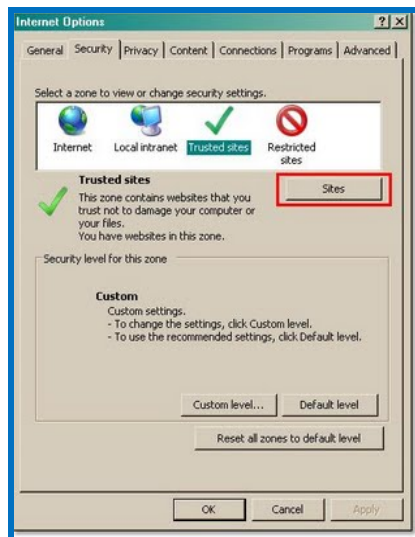 Internet Options
? X
General Security Privacy Content Connections Programs Advanced
Select a zone to view or change security settings.
Internet Local intranet Trusted sites Restricted
sites
Trusted sites
Sites
This zone contains websites that you
trust not to damage your computer or
your files.
You have websites in this zone.
Security level for this zone
Custom
Custom settings.
- To change the settings, click Custom level.
- To use the recommended settings, click Default level.
Custom level... Default level
Reset all zones to default level
OK Cancel Apply